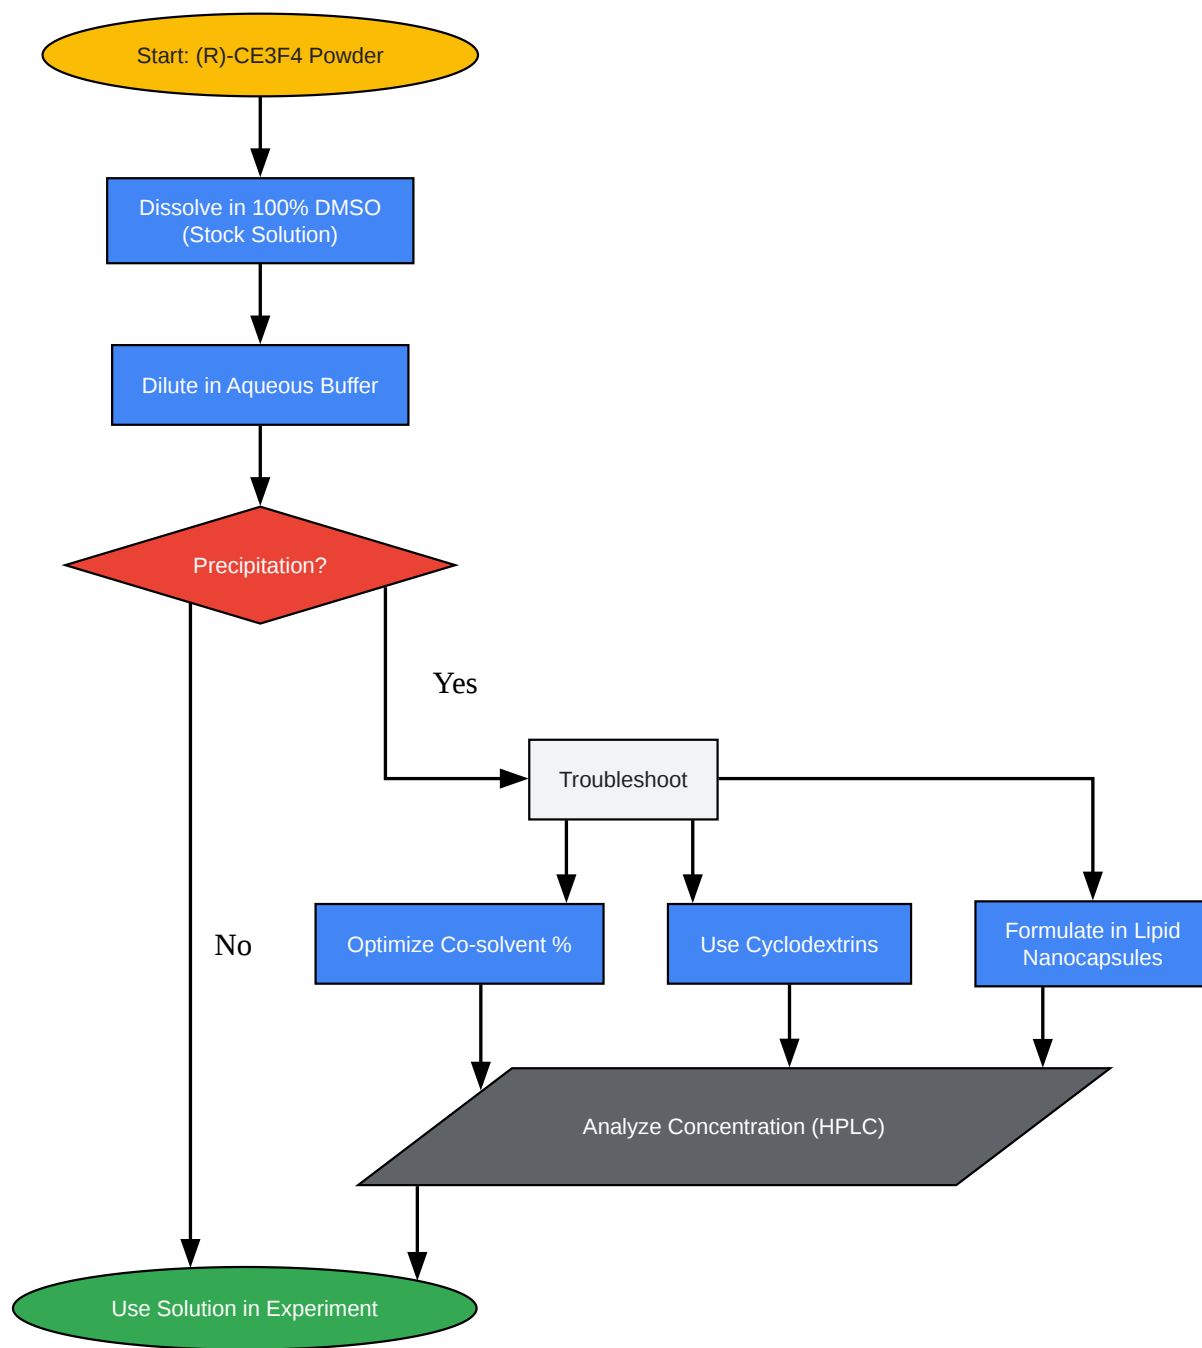 Start: (R)-CE3F4 Powder
Dissolve in 100% DMSO
(Stock Solution)
Dilute in Aqueous Buffer
Precipitation?
Yes
Troubleshoot
No
Optimize Co-solvent %
Use Cyclodextrins
Formulate in Lipid
Nanocapsules
Analyze Concentration (HPLC)
Use Solution in Experiment